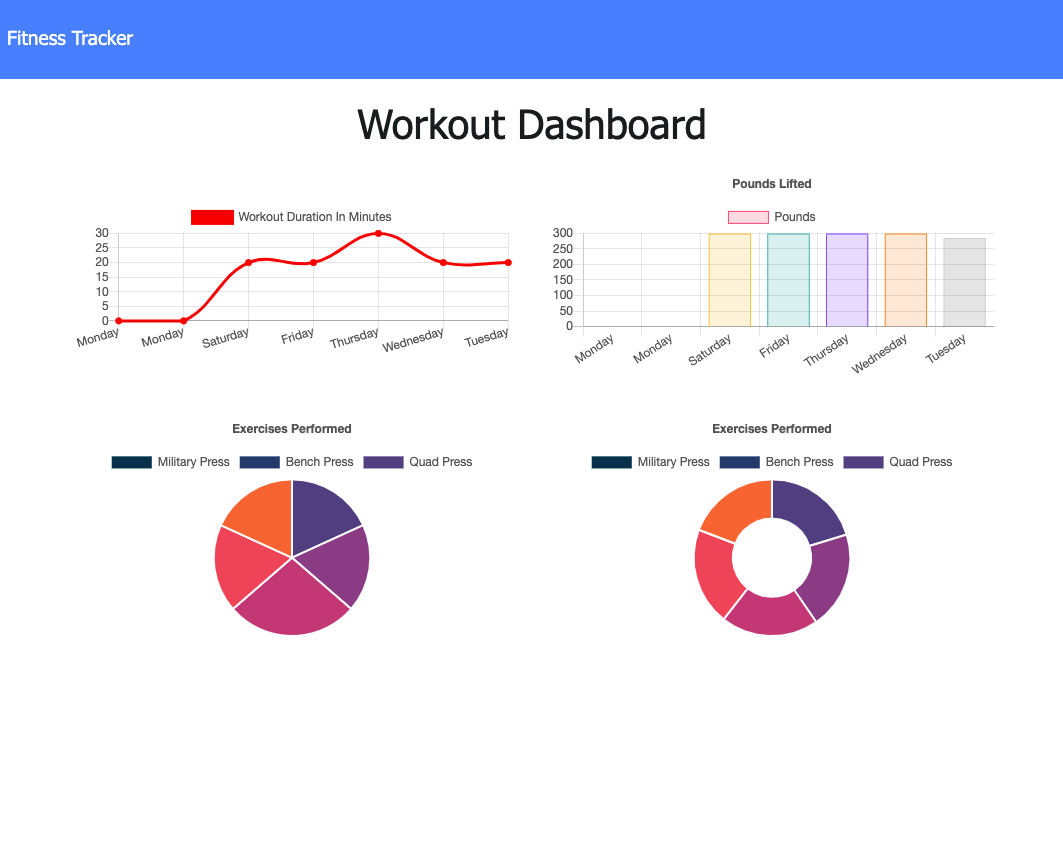 Fitness Tracker
Workout Dashboard
Workout Duration In Minutes
30
25
20
15
10
5
0
Monday Monday Saturday Friday Thursday Wednesday Tuesday
Pounds Lifted
Pounds
300
250
200
150
100
50
0
Monday Monday Saturday Friday Thursday Wednesday Tuesday
Exercises Performed
Military Press Bench Press Quad Press
Exercises Performed
Military Press Bench Press Quad Press